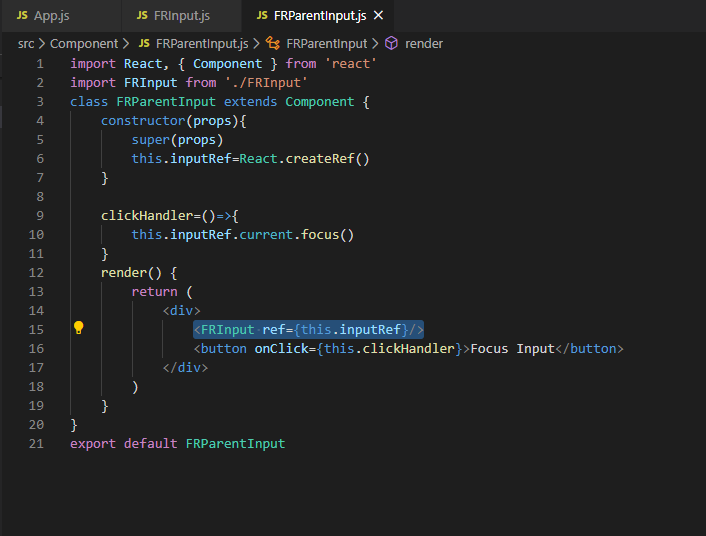 JS App.js JS FRInput.js JS FRParentInput.js ×
src > Component > JS FRParentInput.js > FRParentInput > render
1 import React, { Component } from 'react'
2 import FRInput from './FRInput'
3 class FRParentInput extends Component {
4     constructor(props){
5         super(props)
6         this.inputRef=React.createRef()
7     }
8
9     clickHandler=()=>{
10         this.inputRef.current.focus()
11     }
12     render() {
13         return (
14             <div>
15                 <FRInput ref={this.inputRef}/>
16                 <button onClick={this.clickHandler}>Focus Input</button>
17             </div>
18         )
19     }
20 }
21 export default FRParentInput